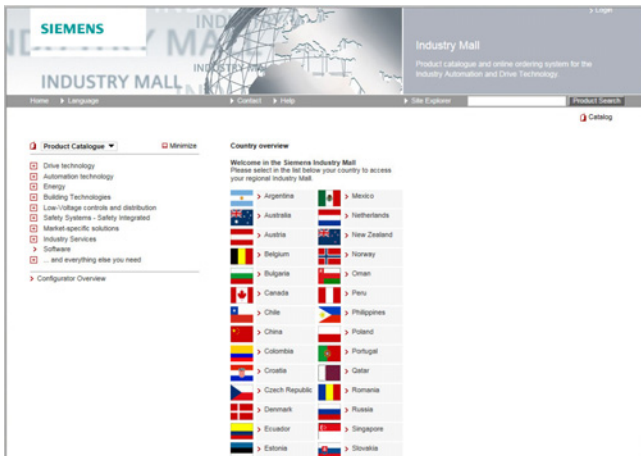 Login
SIEMENS
INDUSTRY MALL
Industry Mall
Product catalogue and online ordering system for the
Industry Automation and Drive Technology.
Home Language Contact Help Site Explorer Product Search
Catalog
Product Catalogue Minimize
Drive technology
Automation technology
Energy
Building Technologies
Low-Voltage controls and distribution
Safety Systems - Safety Integrated
Market-specific solutions
Industry Services
Software
... and everything else you need
Configurator Overview
Country overview
Welcome in the Siemens Industry Mall
Please select in the list below your country to access
your regional Industry Mall.
Argentina Mexico
Australia Netherlands
Austria New Zealand
Belgium Norway
Bulgaria Oman
Canada Peru
Chile Philippines
China Poland
Colombia Portugal
Croatia Qatar
Czech Republic Romania
Denmark Russia
Ecuador Singapore
Estonia Slovakia